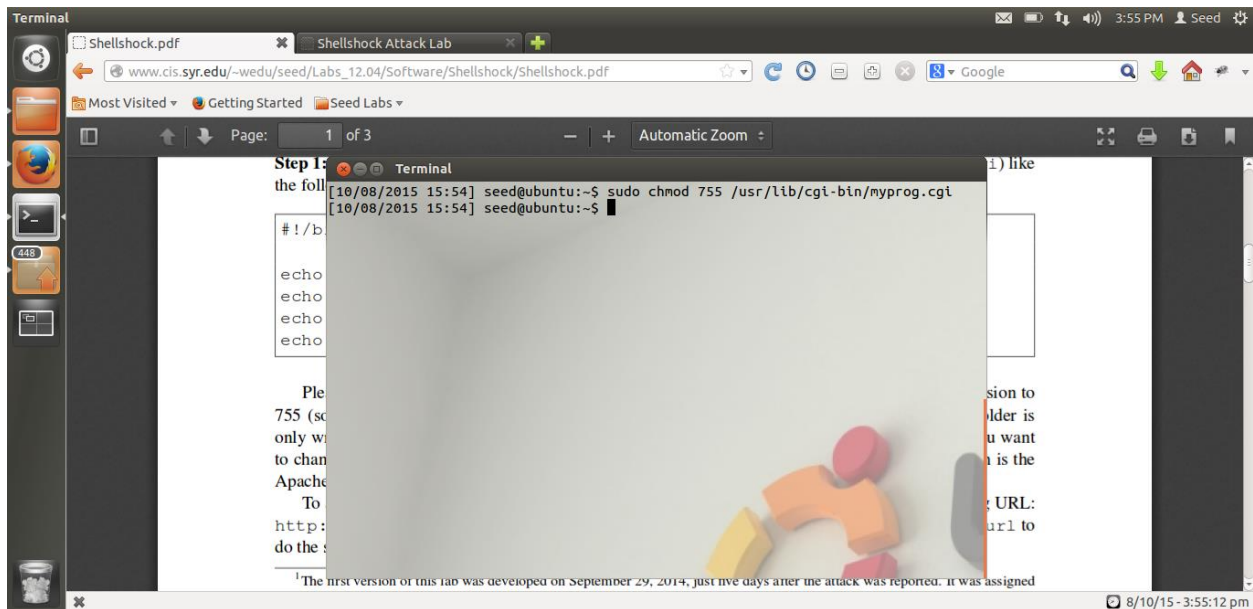 Terminal
3:55 PM Seed
Shellshock.pdf
Shellshock Attack Lab
www.cis.syr.edu/~wedu/seed/Labs_12.04/Software/Shellshock/Shellshock.pdf
Google
Most Visited
Getting Started
Seed Labs
Page: 1 of 3
Automatic Zoom
Step 1:
i) like
the foll
Terminal
[10/08/2015 15:54] seed@ubuntu:~$ sudo chmod 755 /usr/lib/cgi-bin/myprog.cgi
[10/08/2015 15:54] seed@ubuntu:~$
#!/b
448
echo
echo
echo
echo
Ple
sion to
755 (so
lder is
only w
u want
to chan
n is the
Apache
To
g URL:
http:
url to
do the s
1The first version of this lab was developed on September 29, 2014, just five days after the attack was reported. It was assigned
8/10/15 - 3:55:12 pm